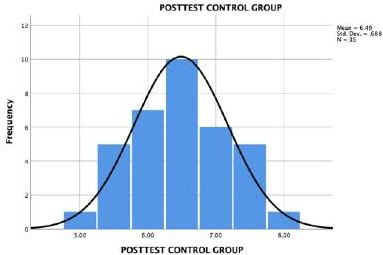 POSTTEST CONTROL GROUP
Mean = 6.49
Std. Dev. = .688
N = 35
12
10
8
6
4
2
0
Frequency
5.00 6.00 7.00 8.00
POSTTEST CONTROL GROUP